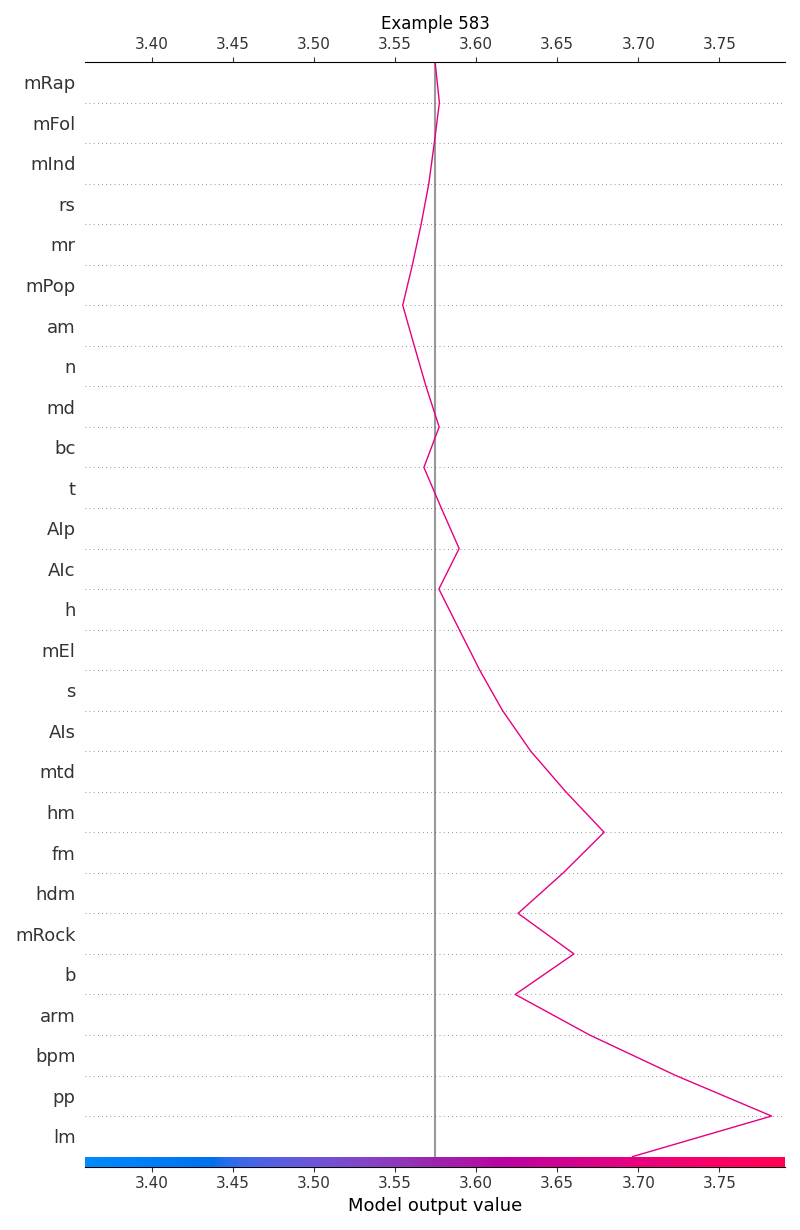 Example 583
3.40 3.45 3.50 3.55 3.60 3.65 3.70 3.75
mRap
mFol
mInd
rs
mr
mPop
am
n
md
bc
t
AIp
AIc
h
mEl
s
AIs
mtd
hm
fm
hdm
mRock
b
arm
bpm
pp
lm
3.40 3.45 3.50 3.55 3.60 3.65 3.70 3.75
Model output value